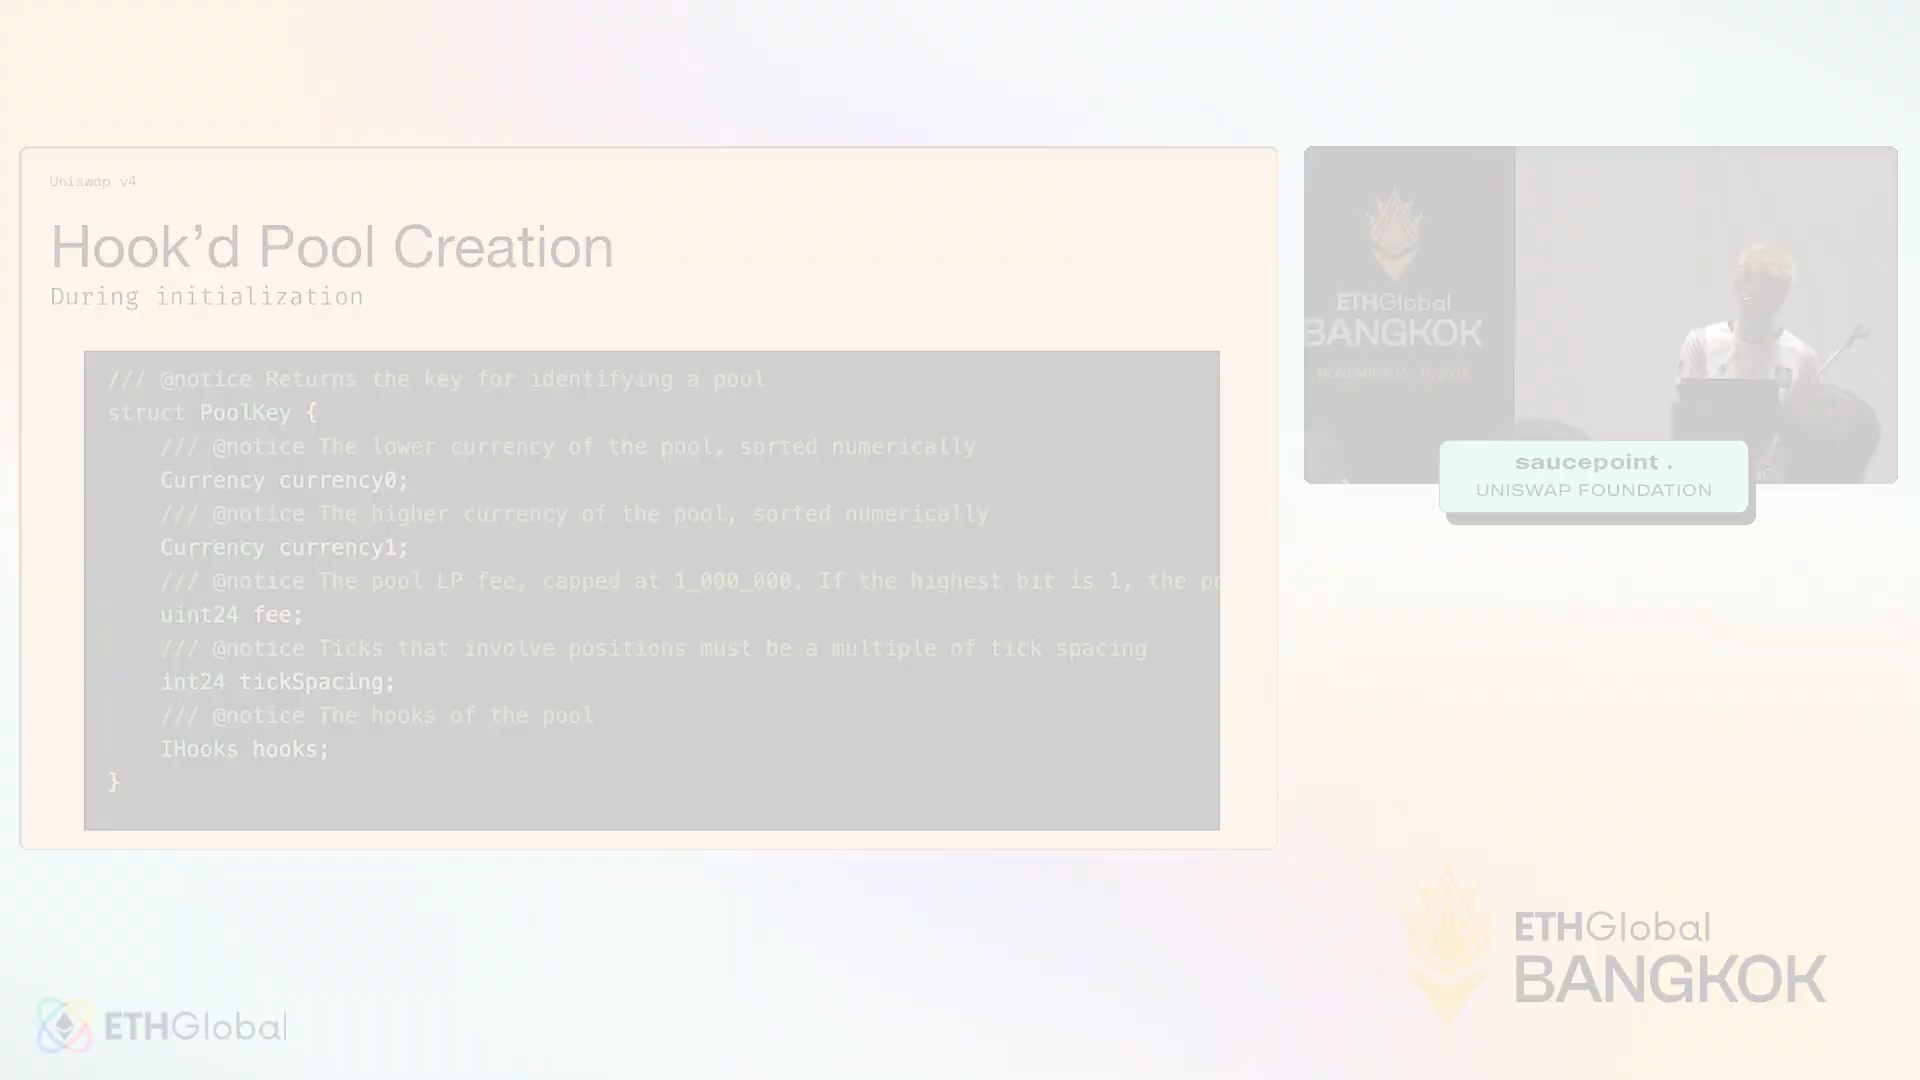 Uniswap v4
Hook’d Pool Creation
During initialization
/// @notice Returns the key for identifying a pool
struct PoolKey {
/// @notice The lower currency of the pool, sorted numerically
Currency currency0;
/// @notice The higher currency of the pool, sorted numerically
Currency currency1;
/// @notice The pool LP fee, capped at 1_000_000. If the highest bit is 1, the
uint24 fee;
/// @notice Ticks that involve positions must be a multiple of tick spacing
int24 tickSpacing;
/// @notice The hooks of the pool
IHooks hooks;
}
ETHGlobal
BANGKOK
saucepoint .
UNISWAP FOUNDATION
ETHGlobal
BANGKOK
ETHGlobal